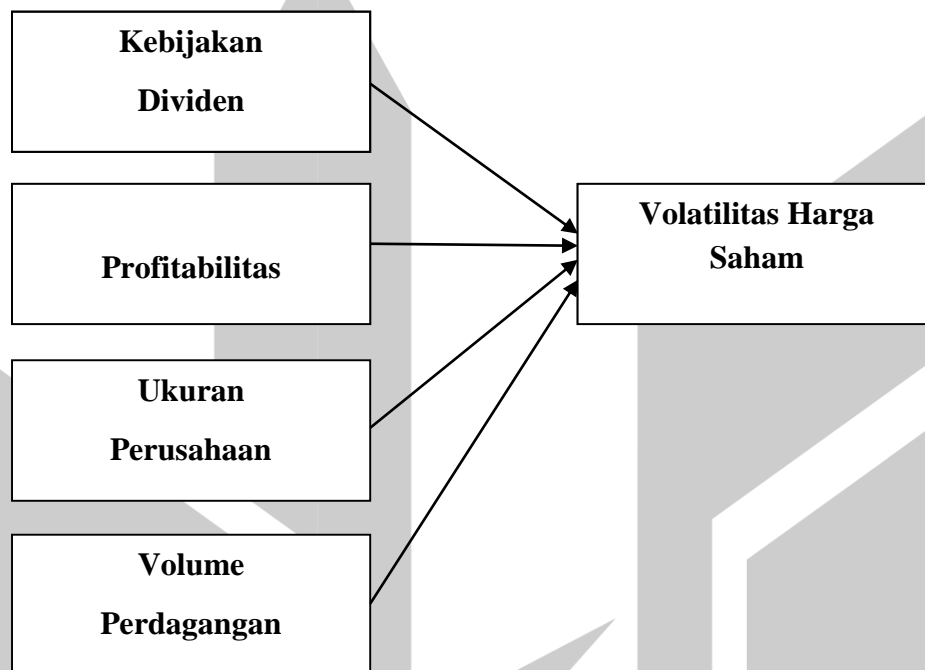 Kebijakan
Dividen
Profitabilitas
Volatilitas Harga
Saham
Ukuran
Perusahaan
Volume
Perdagangan